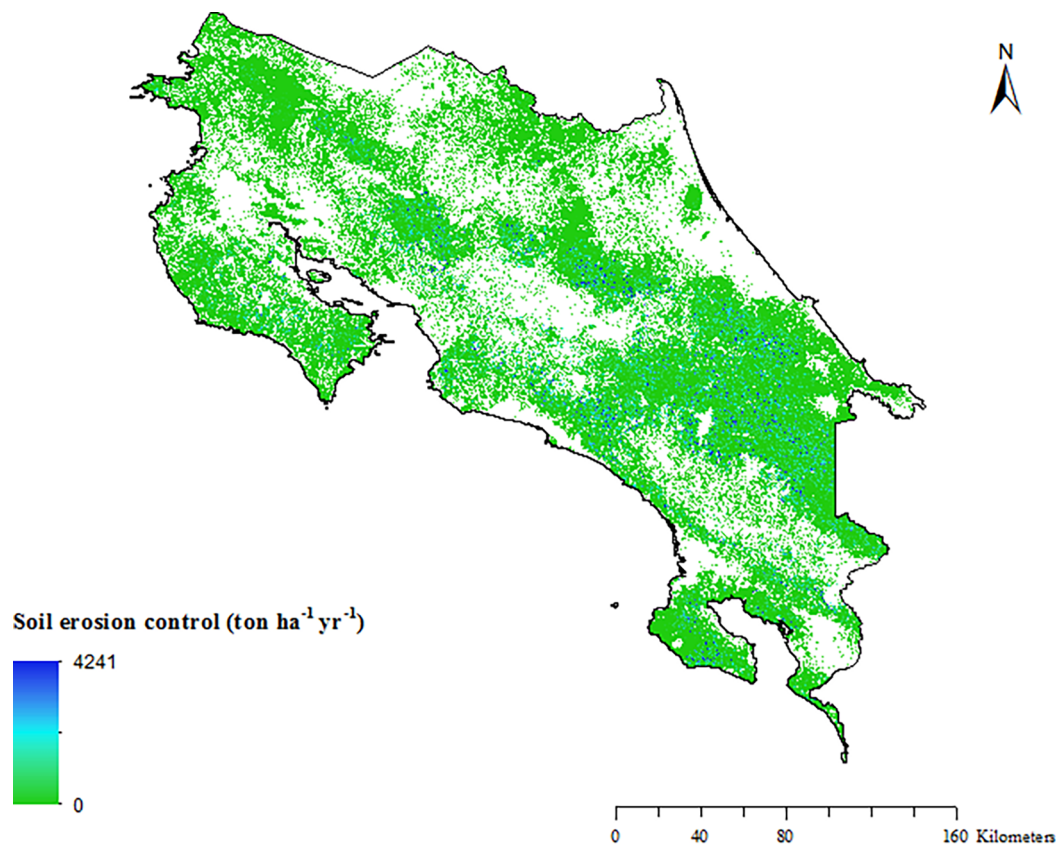 N
Soil erosion control (ton ha⁻¹ yr⁻¹)
4241
0
0 40 80 160 Kilometers